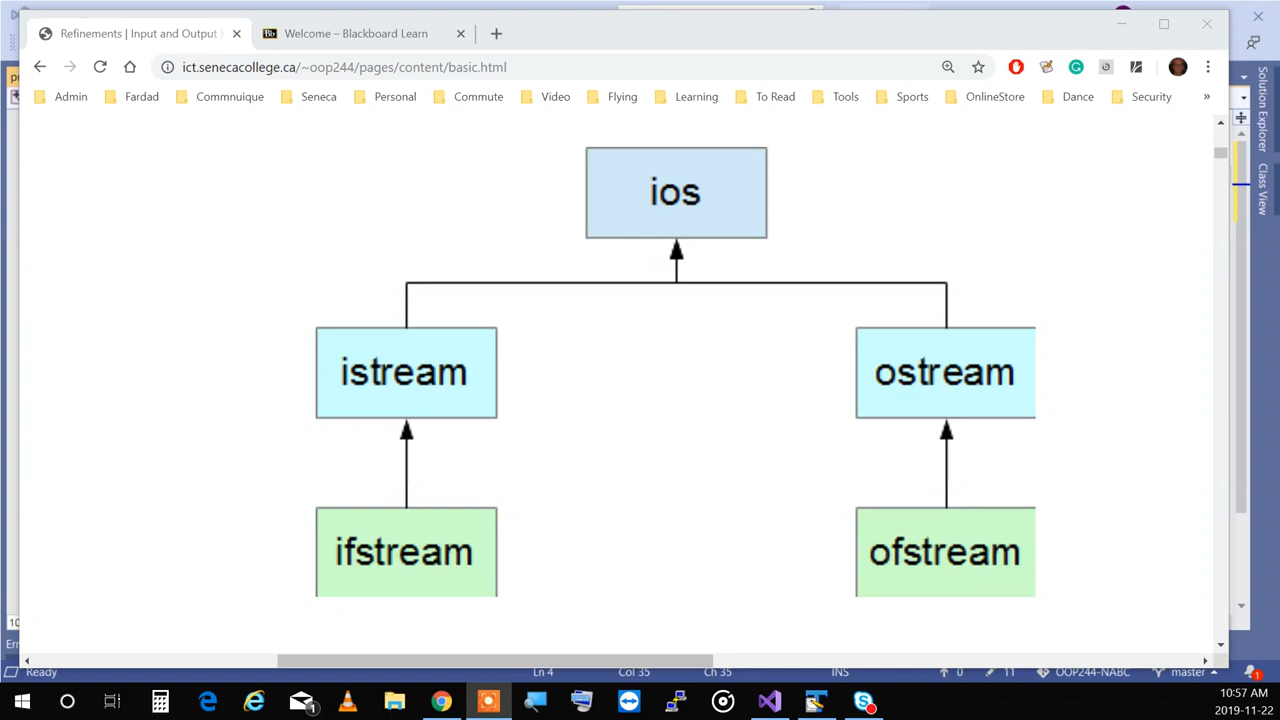 Refinements | Input and Output
Welcome – Blackboard Learn
ict.senecacollege.ca/~oop244/pages/content/basic.html
Admin Fardad Commnuique Seneca Personal Commute Vide Flying Learning To Read Tools Sports OnlineStore Dance Security »
ios
istream ostream
ifstream ofstream
Solution Explorer
Class View
Ready Ln 4 Col 35 Ch 35 INS 0 11 OOP244-NABC master 1
10:57 AM
2019-11-22